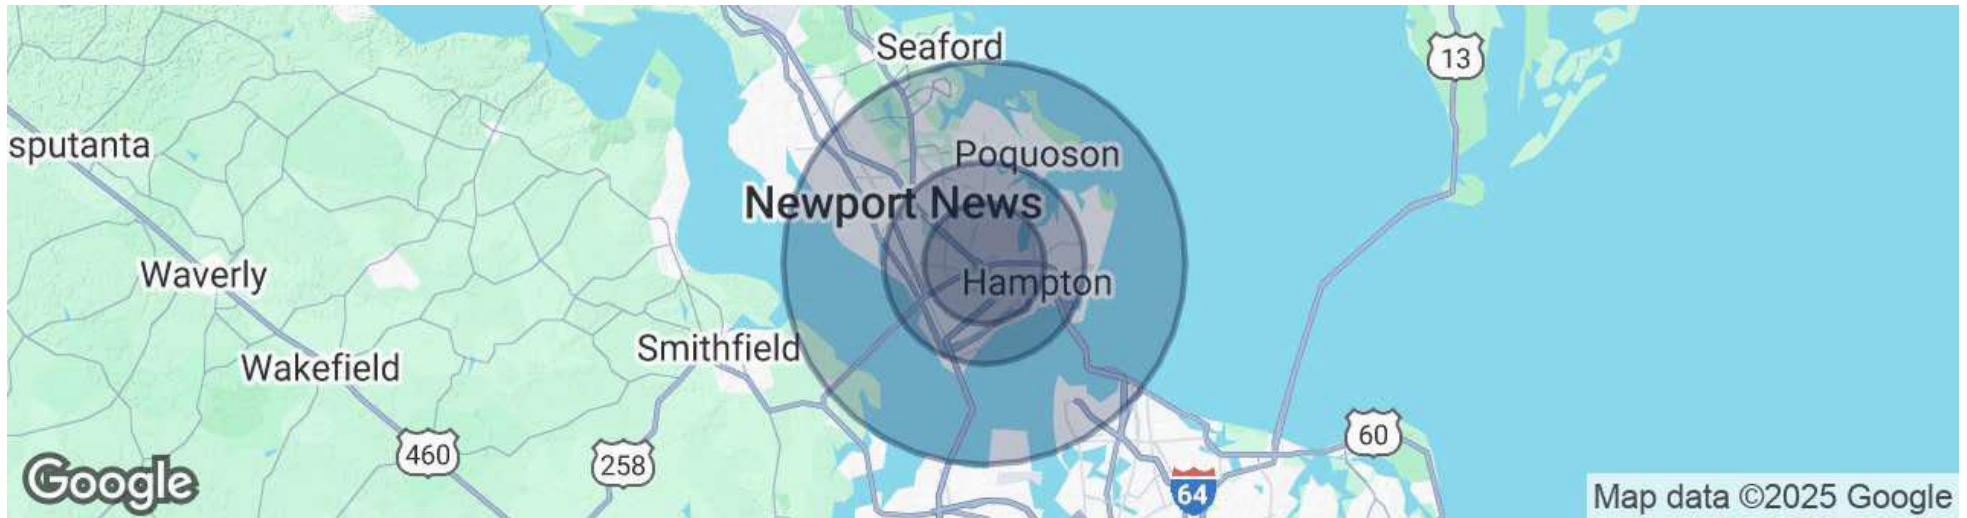 Seaford
13
sputanta
Poquoson
Newport News
Waverly
Hampton
Smithfield
Wakefield
460
258
60
64
Google
Map data ©2025 Google